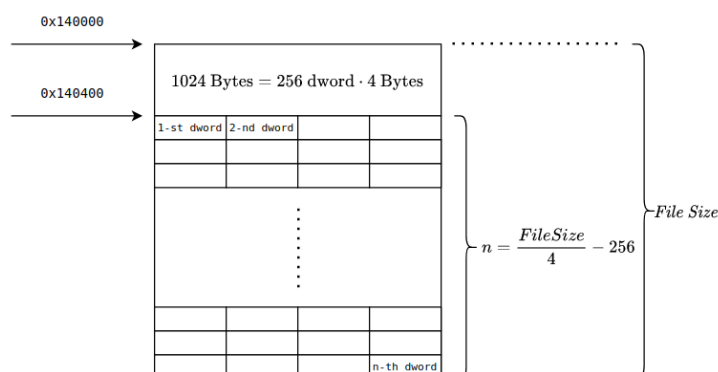 0x140000
1024 Bytes = 256 dword · 4 Bytes
0x140400
1-st dword 2-nd dword
File Size
n = FileSize / 4 − 256
n-th dword